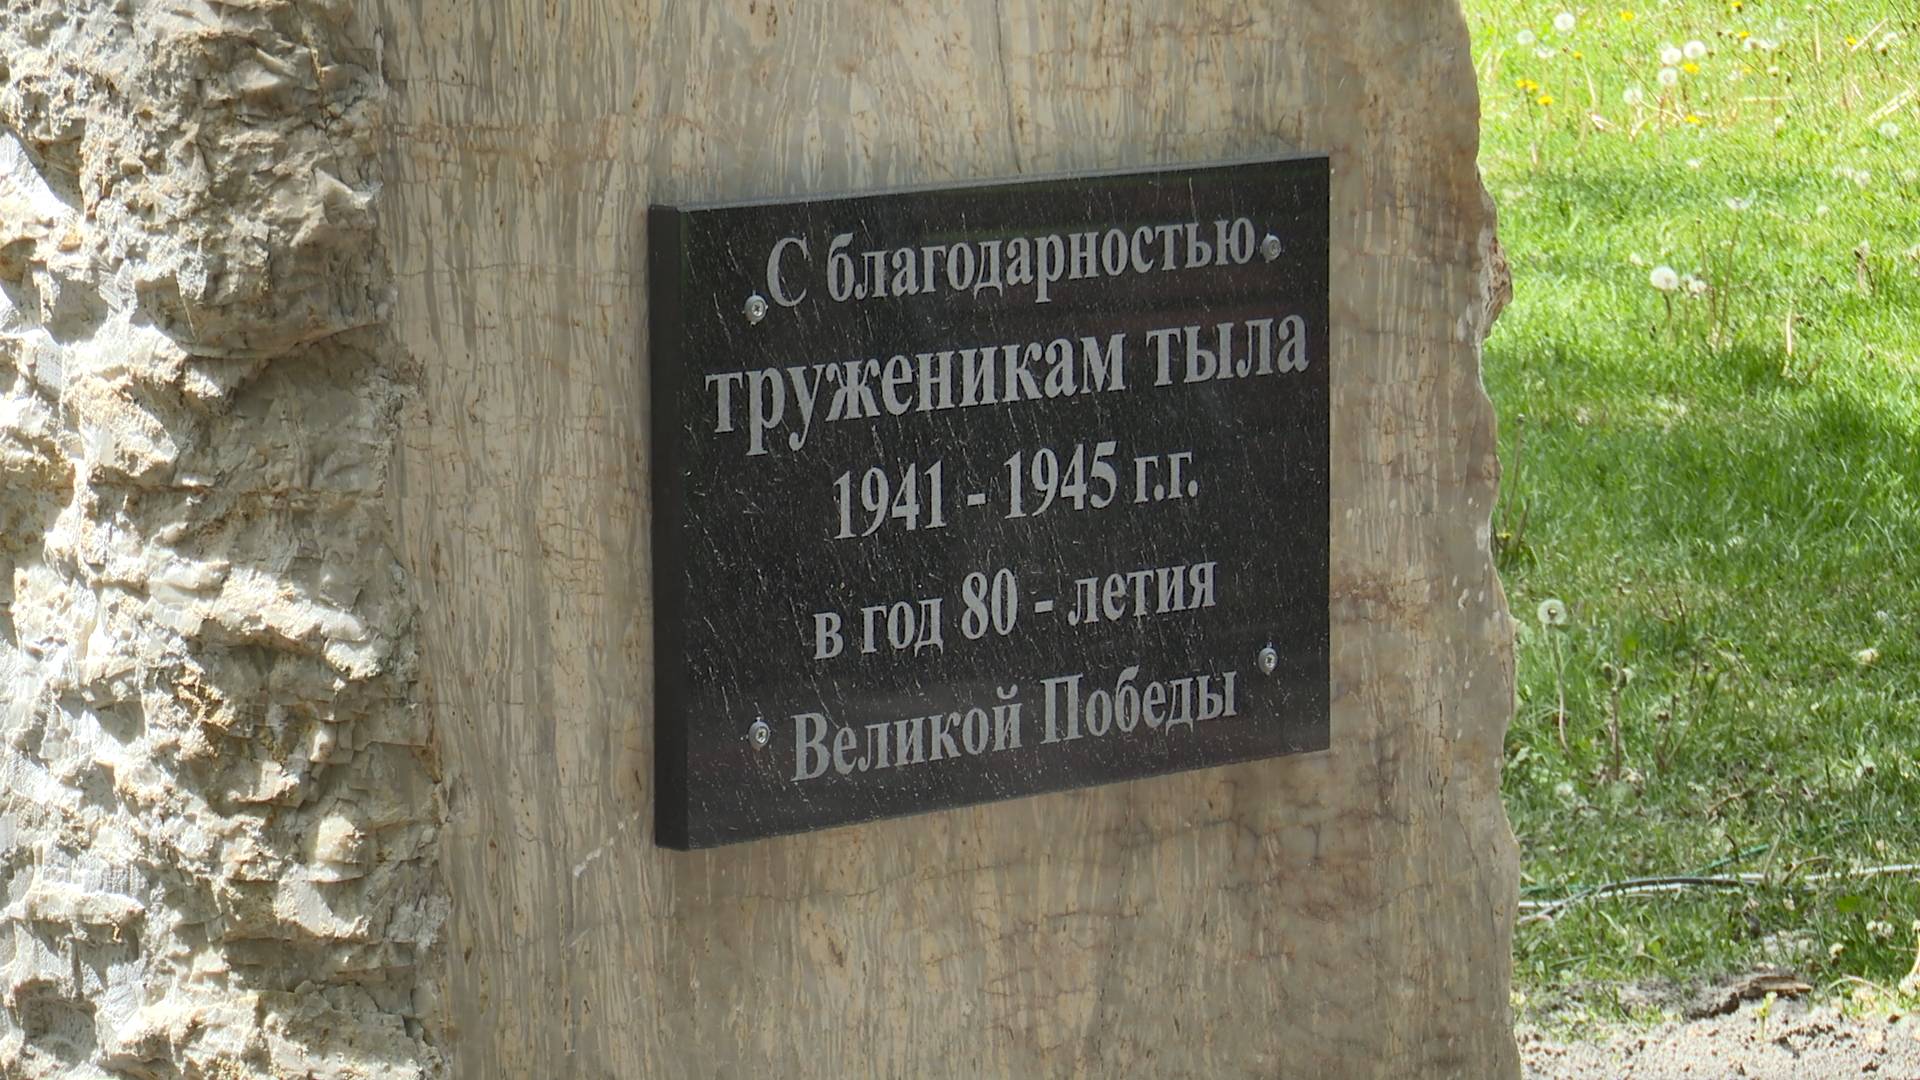 С благодарностью
труженикам тыла
1941 - 1945 г.г.
в год 80 - летия
Великой Победы